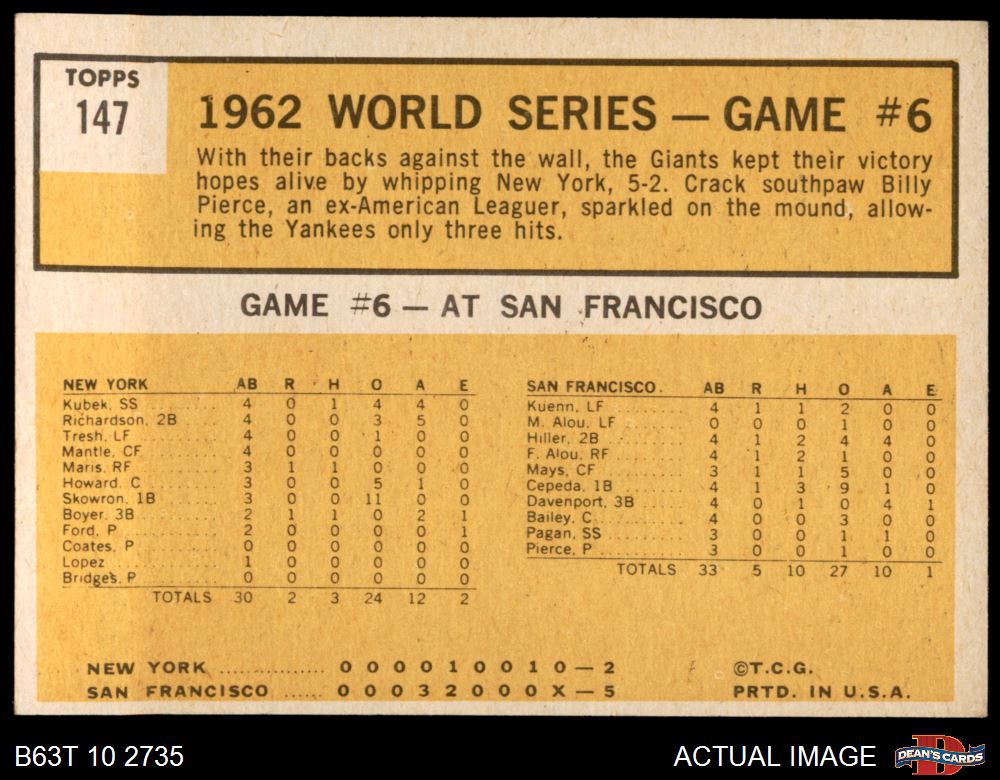 TOPPS
147
1962 WORLD SERIES — GAME #6
With their backs against the wall, the Giants kept their victory
hopes alive by whipping New York, 5-2. Crack southpaw Billy
Pierce, an ex-American Leaguer, sparkled on the mound, allow-
ing the Yankees only three hits.
GAME #6 — AT SAN FRANCISCO
NEW YORK AB R H O A E
Kubek, SS 4 0 1 4 4 0
Richardson, 2B 4 0 0 3 5 0
Tresh, LF 4 0 0 1 0 0
Mantle, CF 4 0 0 0 0 0
Maris, RF 3 1 1 0 0 0
Howard, C 3 0 0 5 1 0
Skowron, 1B 3 0 0 11 0 0
Boyer, 3B 2 1 1 0 2 1
Ford, P 2 0 0 0 0 1
Coates, P 0 0 0 0 0 0
Lopez 1 0 0 0 0 0
Bridges, P 0 0 0 0 0 0
TOTALS 30 2 3 24 12 2
SAN FRANCISCO. AB R H O A E
Kuenn, LF 4 1 1 2 0 0
M. Alou, LF 0 0 0 1 0 0
Hiller, 2B 4 1 2 4 4 0
F. Alou, RF 4 1 2 1 0 0
Mays, CF 3 1 1 5 0 0
Cepeda, 1B 4 1 3 9 1 0
Davenport, 3B 4 0 1 0 4 1
Bailey, C 4 0 0 3 0 0
Pagan, SS 3 0 0 1 1 0
Pierce, P 3 0 0 1 0 0
TOTALS 33 5 10 27 10 1
NEW YORK .............. 0 0 0 0 1 0 0 1 0 — 2
SAN FRANCISCO ..... 0 0 0 3 2 0 0 0 X — 5
©T.C.G.
PRTD. IN U.S.A.
B63T 10 2735
ACTUAL IMAGE
DEAN'S CARDS